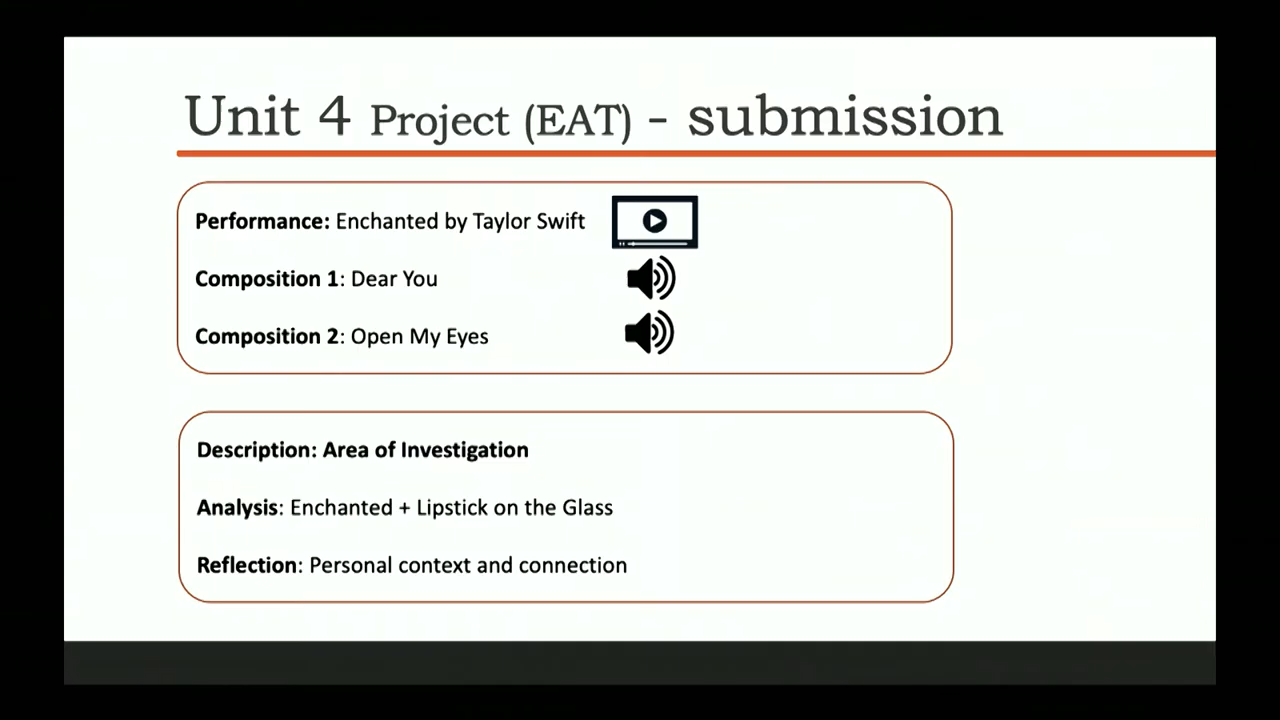 Unit 4 Project (EAT) - submission
Performance: Enchanted by Taylor Swift
Composition 1: Dear You
Composition 2: Open My Eyes
Description: Area of Investigation
Analysis: Enchanted + Lipstick on the Glass
Reflection: Personal context and connection